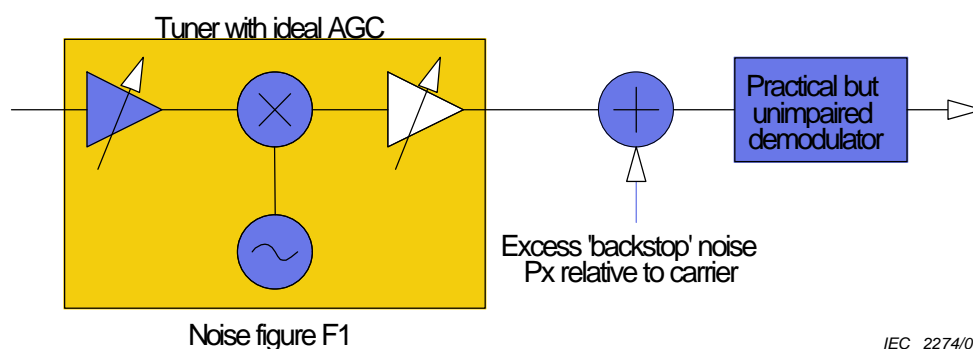 Tuner with ideal AGC
Practical but
unimpaired
demodulator
Excess 'backstop' noise
Px relative to carrier
Noise figure F1
IEC 2274/0